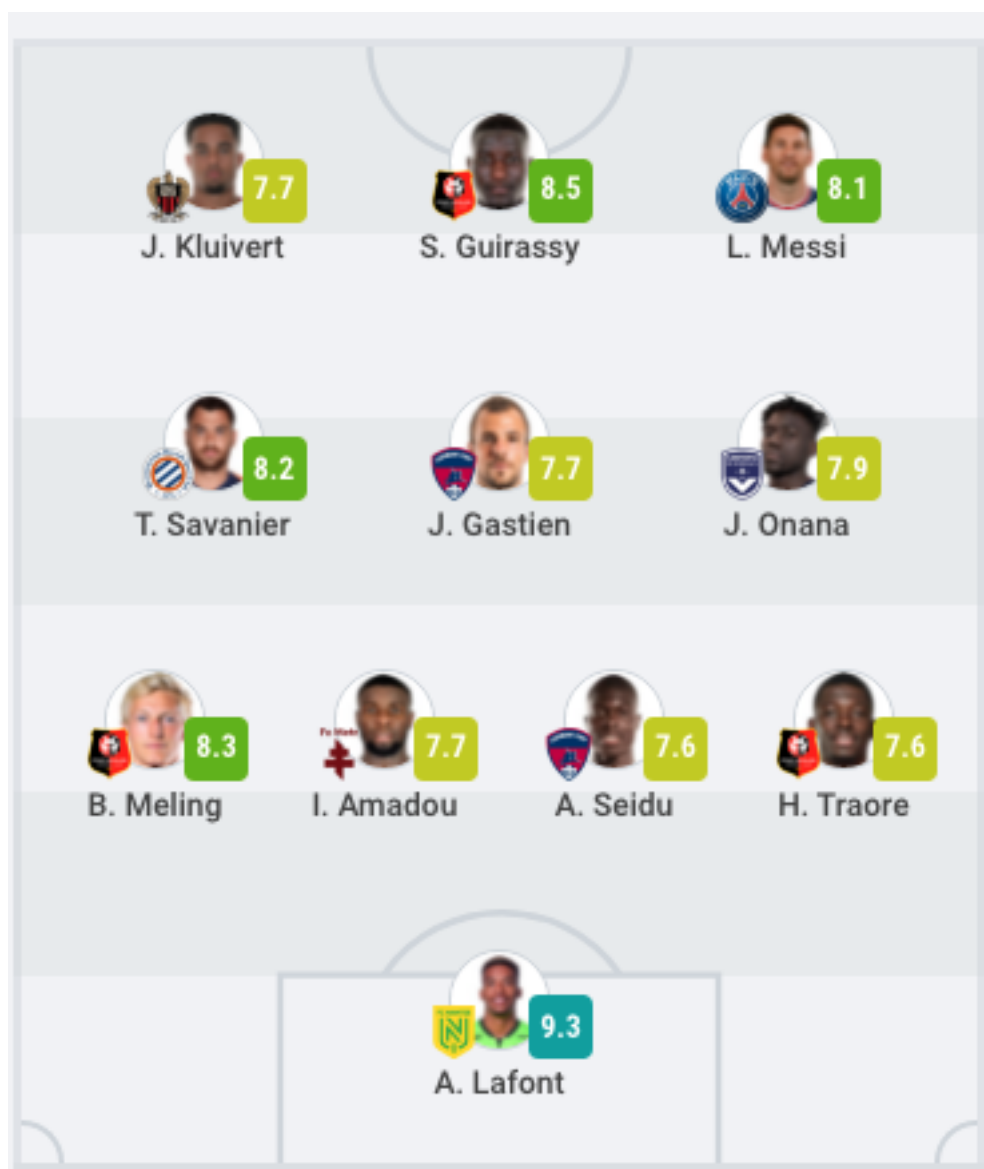 7.7 8.5 8.1
J. Kluivert S. Guirassy L. Messi
8.2 7.7 7.9
T. Savanier J. Gastien J. Onana
8.3 7.7 7.6 7.6
B. Meling I. Amadou A. Seidu H. Traore
9.3
A. Lafont